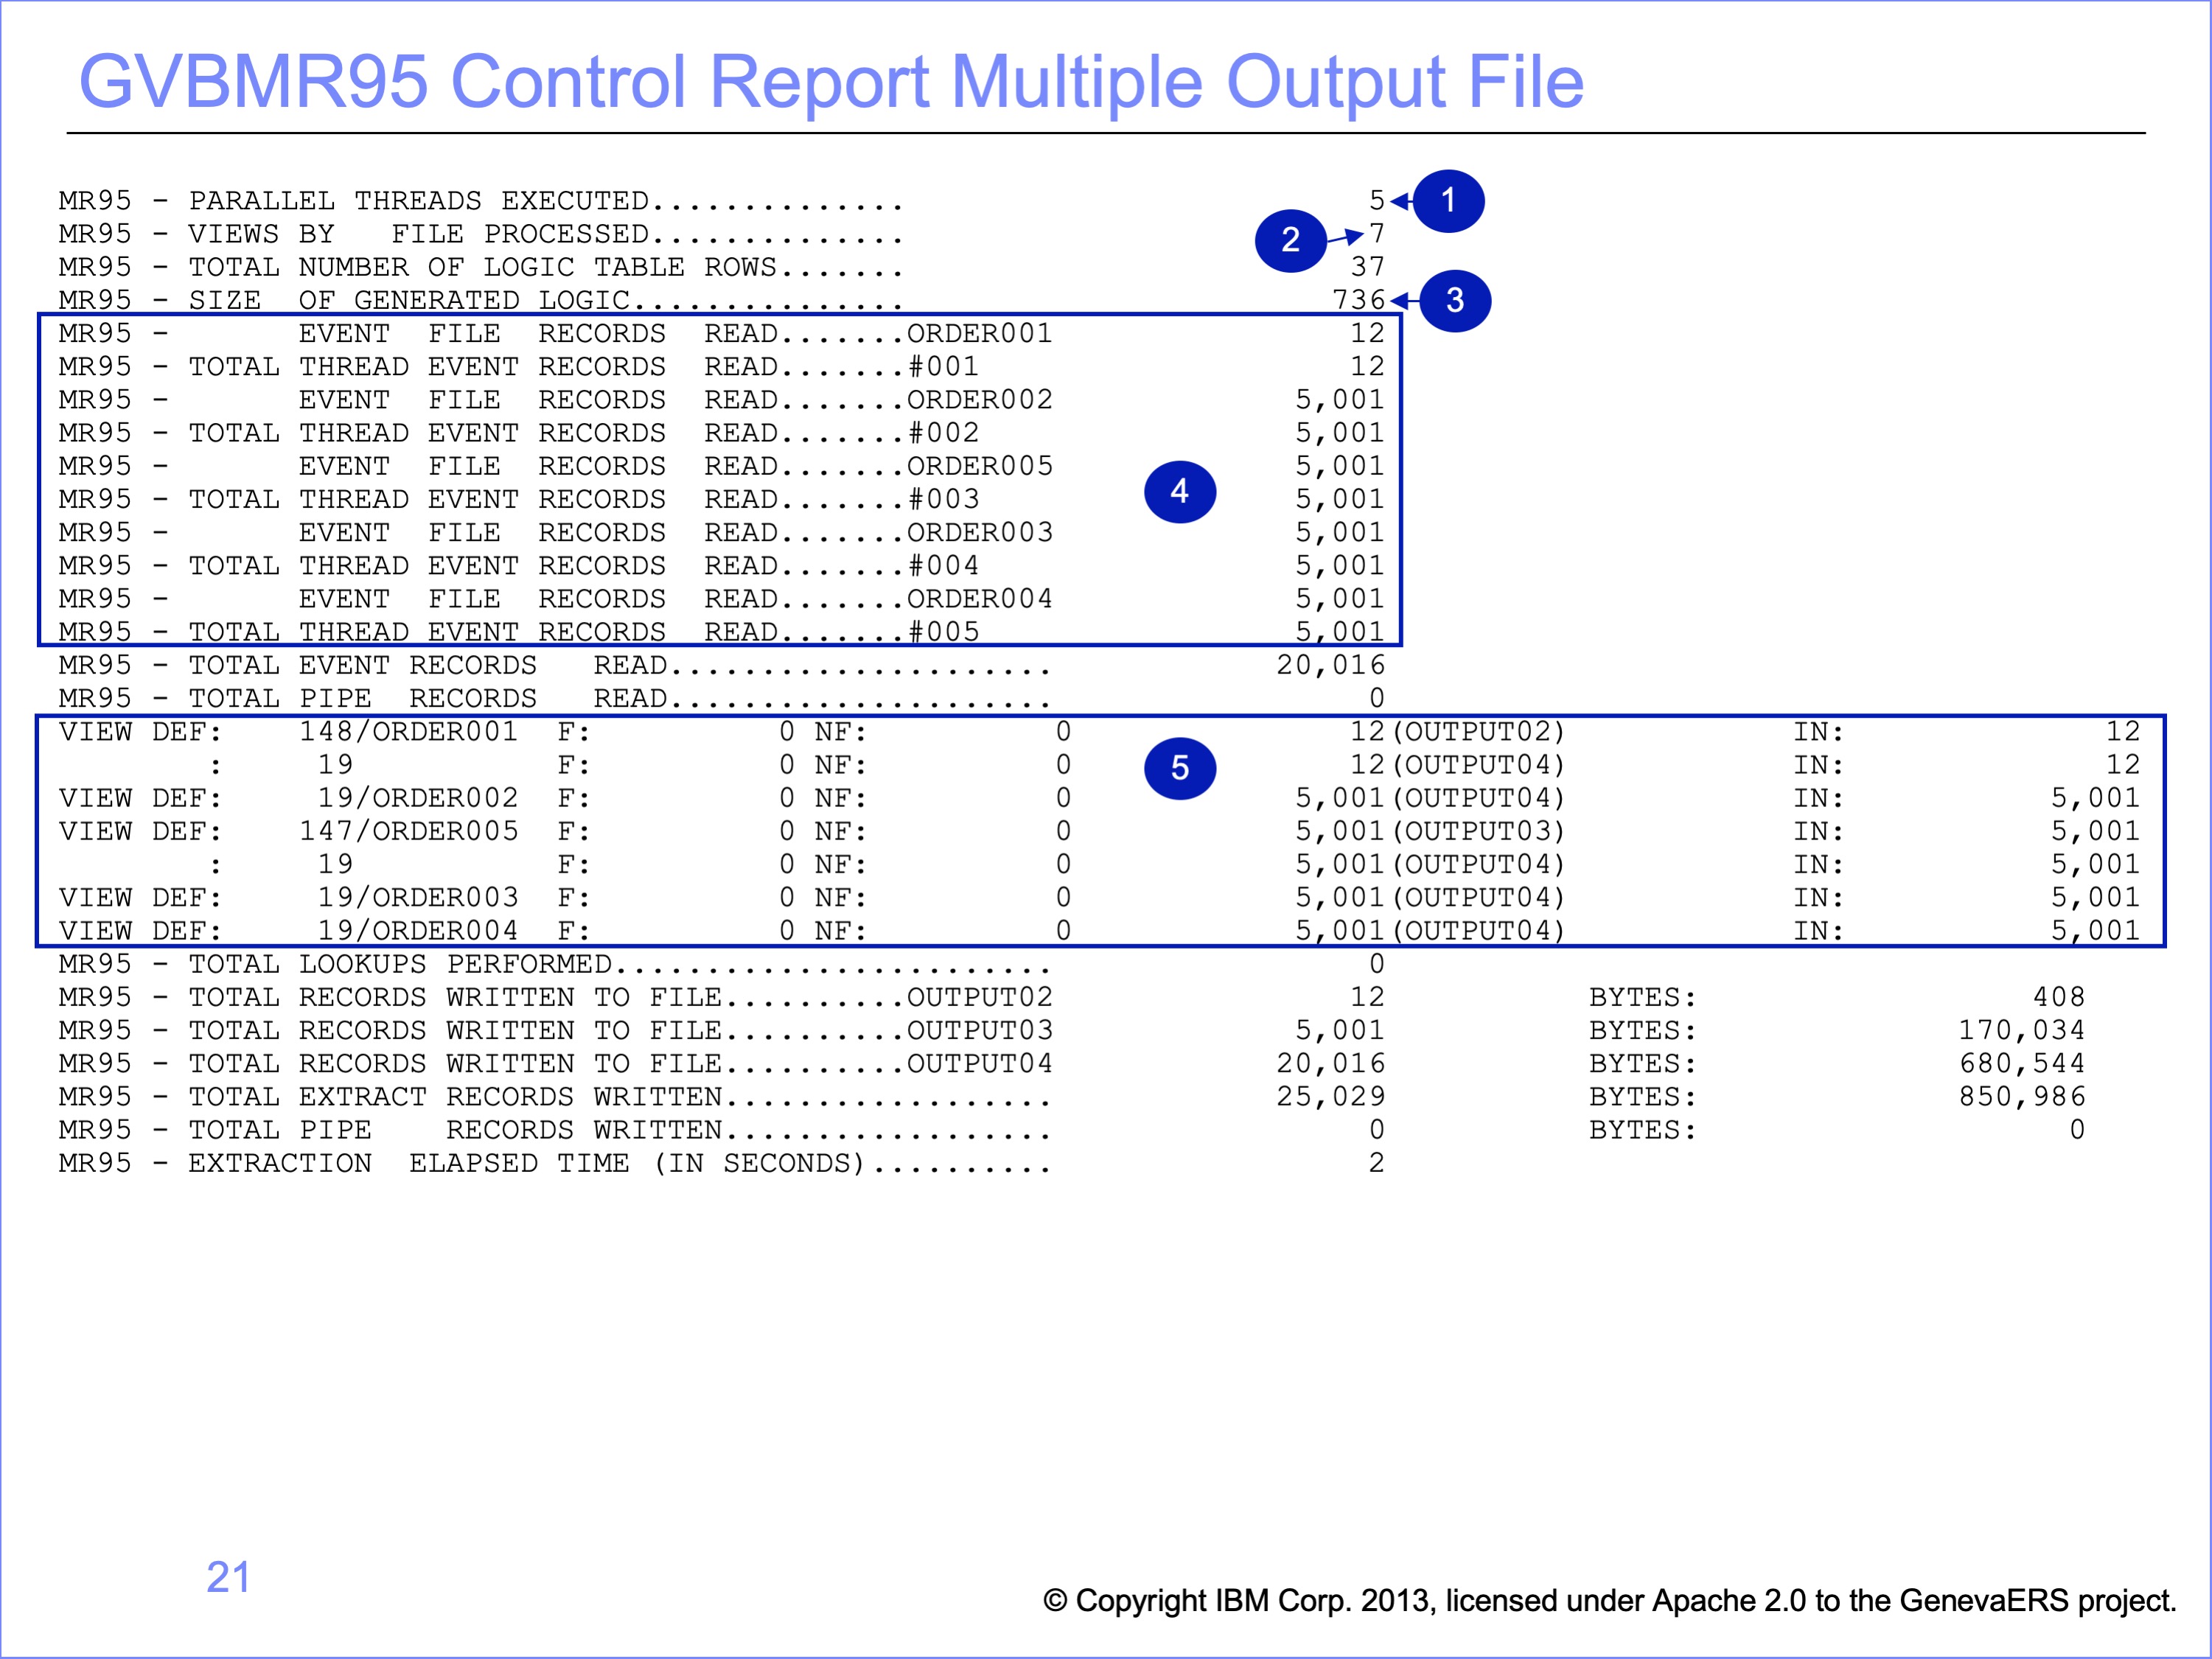 GVBMR95 Control Report Multiple Output File
MR95 - PARALLEL THREADS EXECUTED.............. 5 1
MR95 - VIEWS BY   FILE PROCESSED.............. 2 7
MR95 - TOTAL NUMBER OF LOGIC TABLE ROWS....... 37
MR95 - SIZE  OF GENERATED LOGIC............... 736 3
MR95 -       EVENT  FILE  RECORDS  READ.......ORDER001 12
MR95 - TOTAL THREAD EVENT RECORDS  READ.......#001 12
MR95 -       EVENT  FILE  RECORDS  READ.......ORDER002 5,001
MR95 - TOTAL THREAD EVENT RECORDS  READ.......#002 5,001
MR95 -       EVENT  FILE  RECORDS  READ.......ORDER005 5,001
MR95 - TOTAL THREAD EVENT RECORDS  READ.......#003 4 5,001
MR95 -       EVENT  FILE  RECORDS  READ.......ORDER003 5,001
MR95 - TOTAL THREAD EVENT RECORDS  READ.......#004 5,001
MR95 -       EVENT  FILE  RECORDS  READ.......ORDER004 5,001
MR95 - TOTAL THREAD EVENT RECORDS  READ.......#005 5,001
MR95 - TOTAL EVENT RECORDS   READ..................... 20,016
MR95 - TOTAL PIPE  RECORDS   READ..................... 0
VIEW DEF:    148/ORDER001  F: 0 NF: 0 12(OUTPUT02) IN: 12
:     19           F: 0 NF: 0 5 12(OUTPUT04) IN: 12
VIEW DEF:     19/ORDER002  F: 0 NF: 0 5,001(OUTPUT04) IN: 5,001
VIEW DEF:    147/ORDER005  F: 0 NF: 0 5,001(OUTPUT03) IN: 5,001
:     19           F: 0 NF: 0 5,001(OUTPUT04) IN: 5,001
VIEW DEF:     19/ORDER003  F: 0 NF: 0 5,001(OUTPUT04) IN: 5,001
VIEW DEF:     19/ORDER004  F: 0 NF: 0 5,001(OUTPUT04) IN: 5,001
MR95 - TOTAL LOOKUPS PERFORMED........................ 0
MR95 - TOTAL RECORDS WRITTEN TO FILE..........OUTPUT02 12 BYTES: 408
MR95 - TOTAL RECORDS WRITTEN TO FILE..........OUTPUT03 5,001 BYTES: 170,034
MR95 - TOTAL RECORDS WRITTEN TO FILE..........OUTPUT04 20,016 BYTES: 680,544
MR95 - TOTAL EXTRACT RECORDS WRITTEN.................. 25,029 BYTES: 850,986
MR95 - TOTAL PIPE    RECORDS WRITTEN.................. 0 BYTES: 0
MR95 - EXTRACTION  ELAPSED TIME (IN SECONDS).......... 2
21
© Copyright IBM Corp. 2013, licensed under Apache 2.0 to the GenevaERS project.